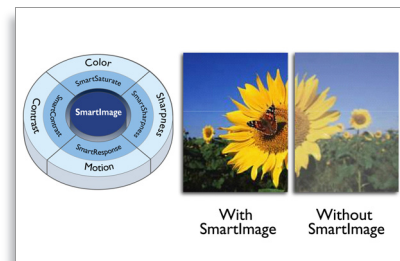 Color
SmartSaturate
Contrast
SmartContrast
SmartImage
SmartSharpness
Sharpness
SmartResponse
Motion
With
SmartImage
Without
SmartImage